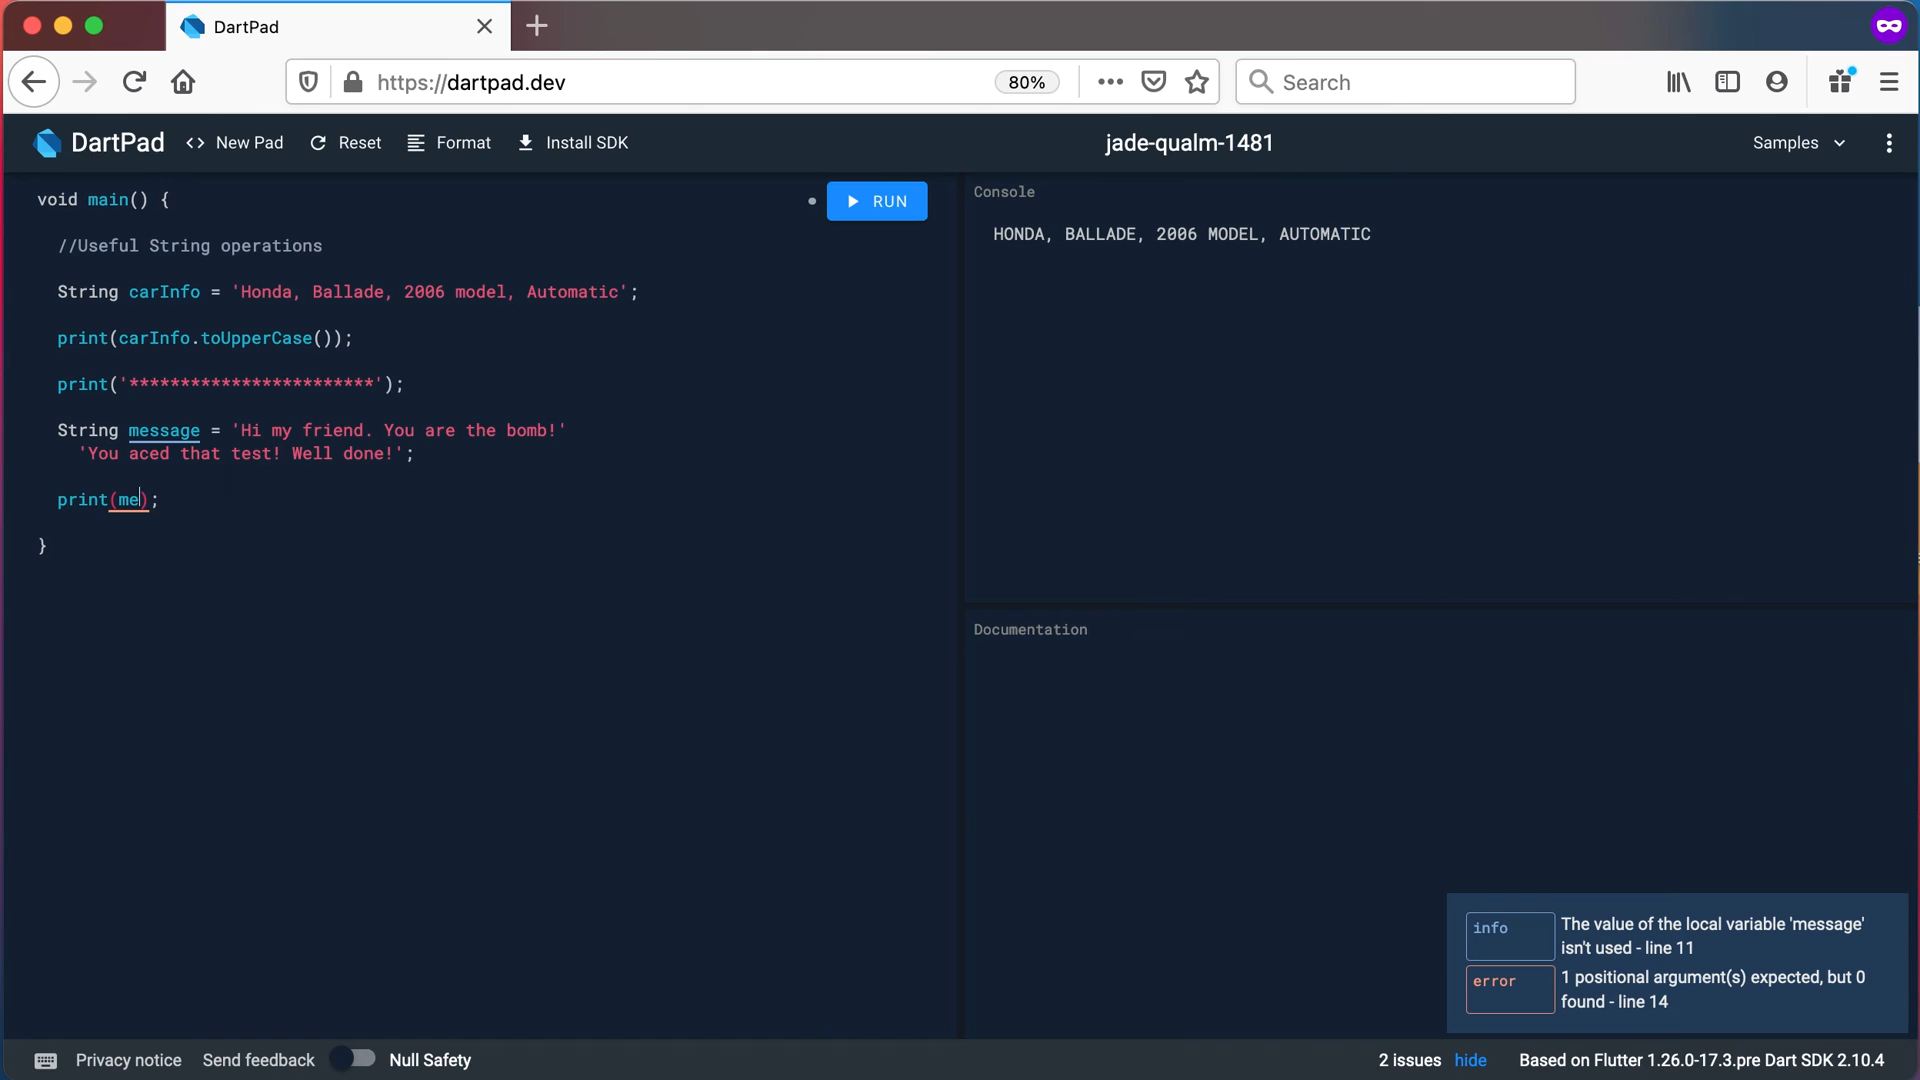 DartPad
https://dartpad.dev
80%
Search
DartPad
<> New Pad
Reset
Format
Install SDK
jade-qualm-1481
Samples
void main() {
RUN
//Useful String operations
String carInfo = 'Honda, Ballade, 2006 model, Automatic';
print(carInfo.toUpperCase());
print('************************');
String message = 'Hi my friend. You are the bomb!'
'You aced that test! Well done!';
print(me);
}
Console
HONDA, BALLADE, 2006 MODEL, AUTOMATIC
Documentation
info
The value of the local variable 'message'
isn't used - line 11
error
1 positional argument(s) expected, but 0
found - line 14
Privacy notice
Send feedback
Null Safety
2 issues
hide
Based on Flutter 1.26.0-17.3.pre Dart SDK 2.10.4